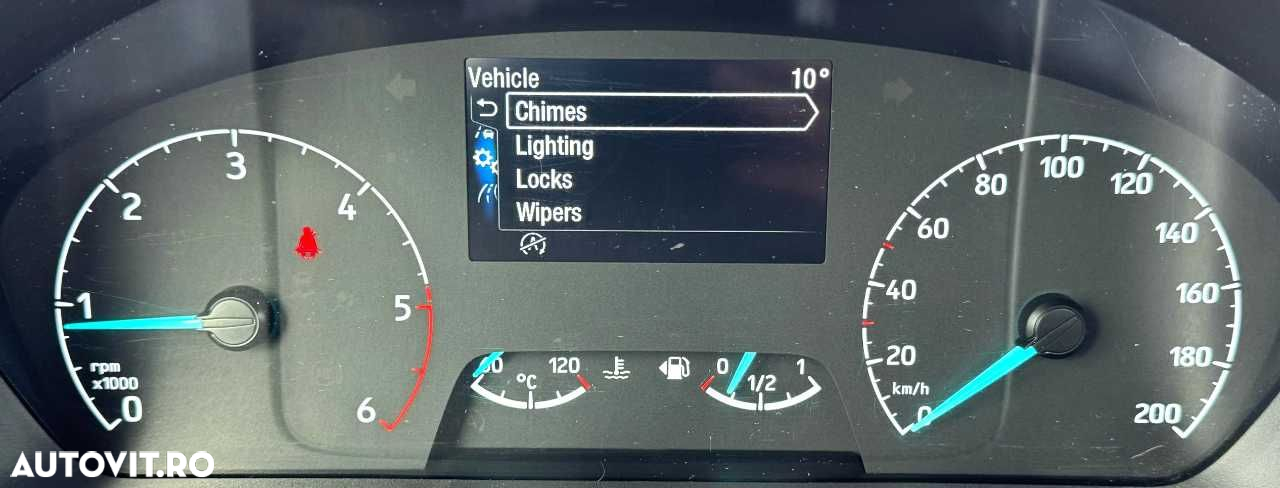 Vehicle 10°
Chimes
Lighting
Locks
Wipers
A
0 1 2 3 4 5 6
rpm
x1000
60 120
°C
0 1/2 1
0 20 40 60 80 100 120 140 160 180 200
km/h
AUTOVIT.RO